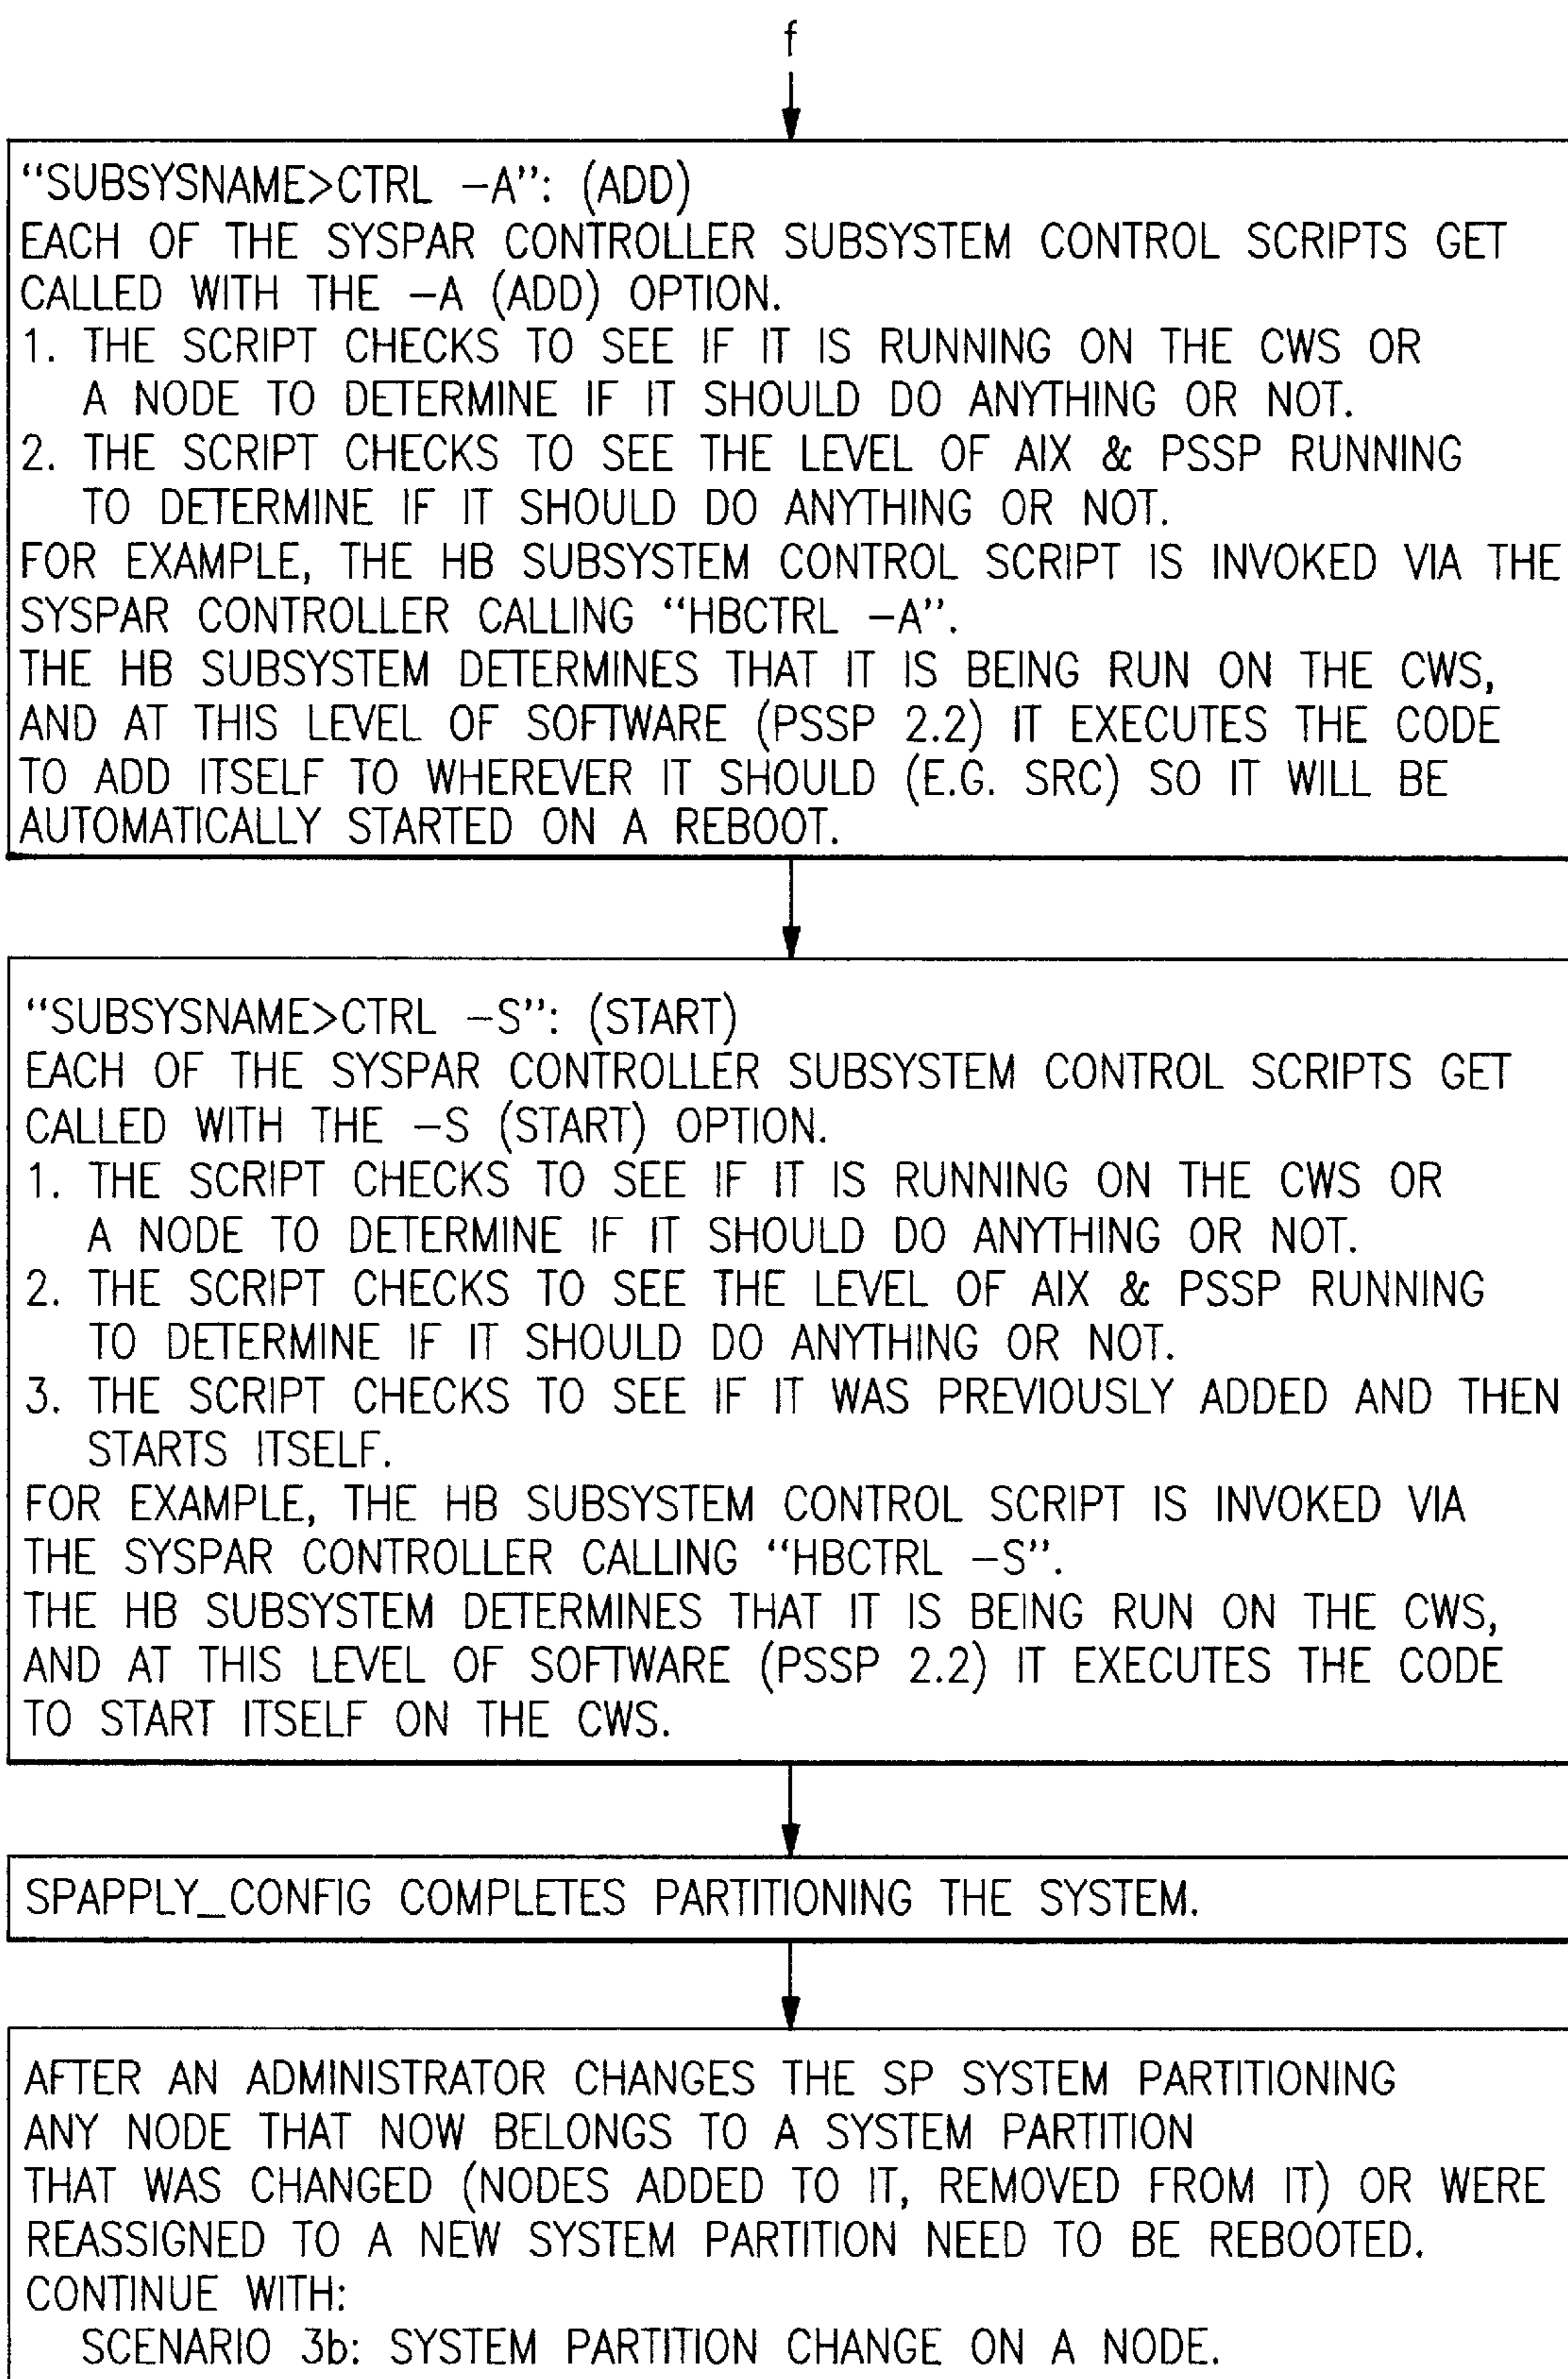 f
“SUBSYSNAME>CTRL –A”: (ADD)
EACH OF THE SYSPAR CONTROLLER SUBSYSTEM CONTROL SCRIPTS GET
CALLED WITH THE –A (ADD) OPTION.
1. THE SCRIPT CHECKS TO SEE IF IT IS RUNNING ON THE CWS OR
A NODE TO DETERMINE IF IT SHOULD DO ANYTHING OR NOT.
2. THE SCRIPT CHECKS TO SEE THE LEVEL OF AIX & PSSP RUNNING
TO DETERMINE IF IT SHOULD DO ANYTHING OR NOT.
FOR EXAMPLE, THE HB SUBSYSTEM CONTROL SCRIPT IS INVOKED VIA THE
SYSPAR CONTROLLER CALLING “HBCTRL –A”.
THE HB SUBSYSTEM DETERMINES THAT IT IS BEING RUN ON THE CWS,
AND AT THIS LEVEL OF SOFTWARE (PSSP 2.2) IT EXECUTES THE CODE
TO ADD ITSELF TO WHEREVER IT SHOULD (E.G. SRC) SO IT WILL BE
AUTOMATICALLY STARTED ON A REBOOT.
“SUBSYSNAME>CTRL –S”: (START)
EACH OF THE SYSPAR CONTROLLER SUBSYSTEM CONTROL SCRIPTS GET
CALLED WITH THE –S (START) OPTION.
1. THE SCRIPT CHECKS TO SEE IF IT IS RUNNING ON THE CWS OR
A NODE TO DETERMINE IF IT SHOULD DO ANYTHING OR NOT.
2. THE SCRIPT CHECKS TO SEE THE LEVEL OF AIX & PSSP RUNNING
TO DETERMINE IF IT SHOULD DO ANYTHING OR NOT.
3. THE SCRIPT CHECKS TO SEE IF IT WAS PREVIOUSLY ADDED AND THEN
STARTS ITSELF.
FOR EXAMPLE, THE HB SUBSYSTEM CONTROL SCRIPT IS INVOKED VIA
THE SYSPAR CONTROLLER CALLING “HBCTRL –S”.
THE HB SUBSYSTEM DETERMINES THAT IT IS BEING RUN ON THE CWS,
AND AT THIS LEVEL OF SOFTWARE (PSSP 2.2) IT EXECUTES THE CODE
TO START ITSELF ON THE CWS.
SPAPPLY_CONFIG COMPLETES PARTITIONING THE SYSTEM.
AFTER AN ADMINISTRATOR CHANGES THE SP SYSTEM PARTITIONING
ANY NODE THAT NOW BELONGS TO A SYSTEM PARTITION
THAT WAS CHANGED (NODES ADDED TO IT, REMOVED FROM IT) OR WERE
REASSIGNED TO A NEW SYSTEM PARTITION NEED TO BE REBOOTED.
CONTINUE WITH:
SCENARIO 3b: SYSTEM PARTITION CHANGE ON A NODE.